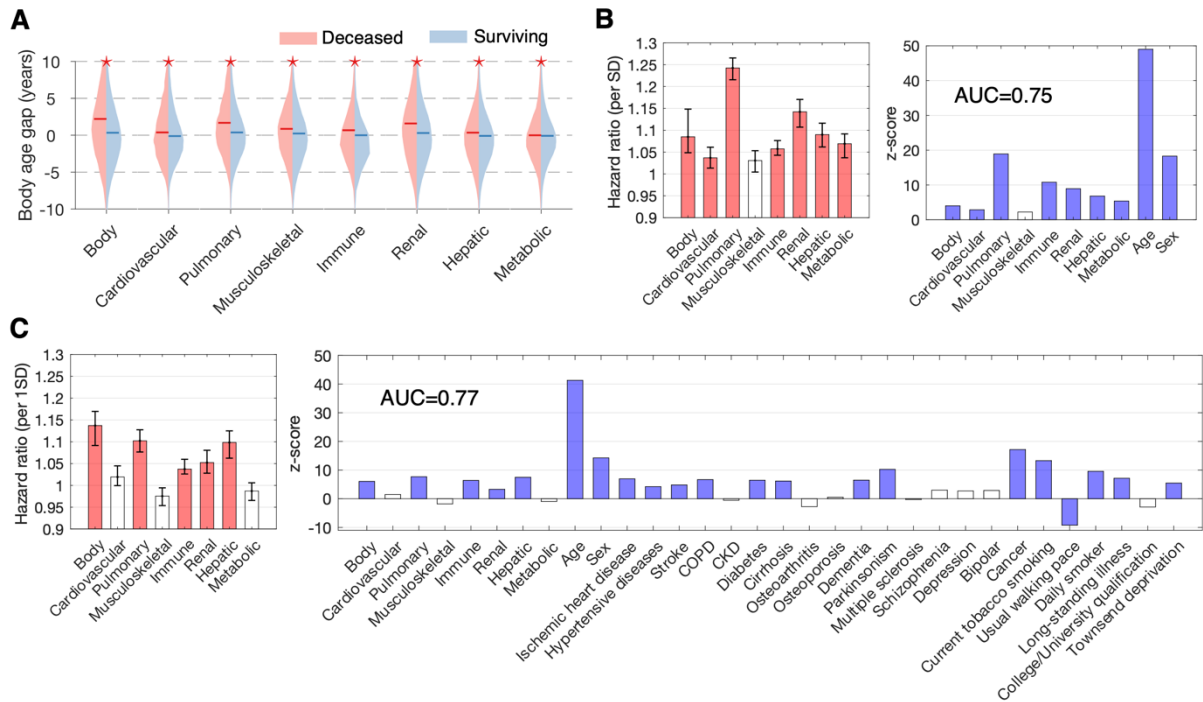 A
Deceased
Surviving
Body age gap (years)
10
5
0
-5
-10
Body
Cardiovascular
Pulmonary
Musculoskeletal
Immune
Renal
Hepatic
Metabolic
B
Hazard ratio (per SD)
1.3
1.25
1.2
1.15
1.1
1.05
1
0.95
0.9
Body
Cardiovascular
Pulmonary
Musculoskeletal
Immune
Renal
Hepatic
Metabolic
z-score
50
40
30
20
10
0
AUC=0.75
Body
Cardiovascular
Pulmonary
Musculoskeletal
Immune
Renal
Hepatic
Metabolic
Age
Sex
C
Hazard ratio (per 1SD)
1.3
1.25
1.2
1.15
1.1
1.05
1
0.95
0.9
Body
Cardiovascular
Pulmonary
Musculoskeletal
Immune
Renal
Hepatic
Metabolic
z-score
50
40
30
20
10
0
-10
AUC=0.77
Body
Cardiovascular
Pulmonary
Musculoskeletal
Immune
Renal
Hepatic
Metabolic
Age
Sex
Ischemic heart disease
Hypertensive diseases
Stroke
COPD
CKD
Diabetes
Cirrhosis
Osteoarthritis
Osteoporosis
Dementia
Parkinsonism
Multiple sclerosis
Schizophrenia
Depression
Bipolar
Cancer
Current tobacco smoking
Usual walking pace
Daily smoker
Long-standing illness
College/University qualification
Townsend deprivation